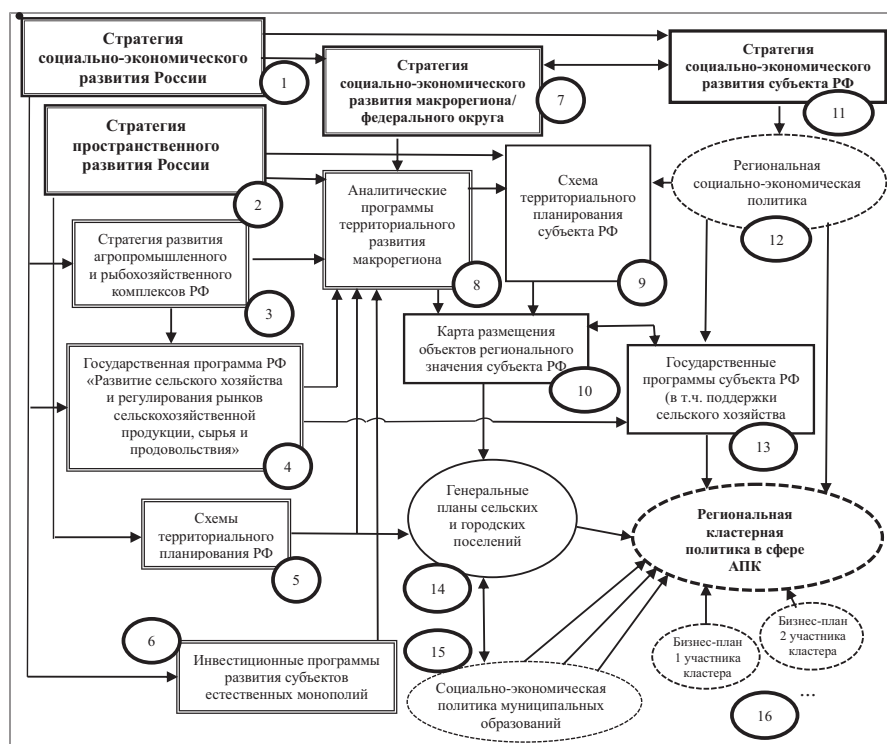 Стратегия
социально-экономического
развития России
1
Стратегия
социально-экономического
развития макрорегиона/
федерального округа
7
Стратегия
социально-экономического
развития субъекта РФ
11
Стратегия
пространственного
развития России
2
Аналитические
программы
территориального
развития
макрорегиона
8
Схема
территориального
планирования
субъекта РФ
9
Региональная
социально-экономическая
политика
12
Стратегия развития
агропромышленного
и рыбохозяйственного
комплексов РФ
3
Государственная программа РФ
«Развитие сельского хозяйства
и регулирования рынков
сельскохозяйственной
продукции, сырья и
продовольствия»
4
Карта размещения
объектов регионального
значения субъекта РФ
10
Государственные
программы субъекта РФ
(в т.ч. поддержки
сельского хозяйства
13
Схемы
территориального
планирования РФ
5
Генеральные
планы сельских
и городских
поселений
14
Региональная
кластерная
политика в сфере
АПК
6
Инвестиционные программы
развития субъектов
естественных монополий
15
Социально-экономическая
политика муниципальных
образований
Бизнес-план
1 участника
кластера
Бизнес-план
2 участника
кластера
...
16